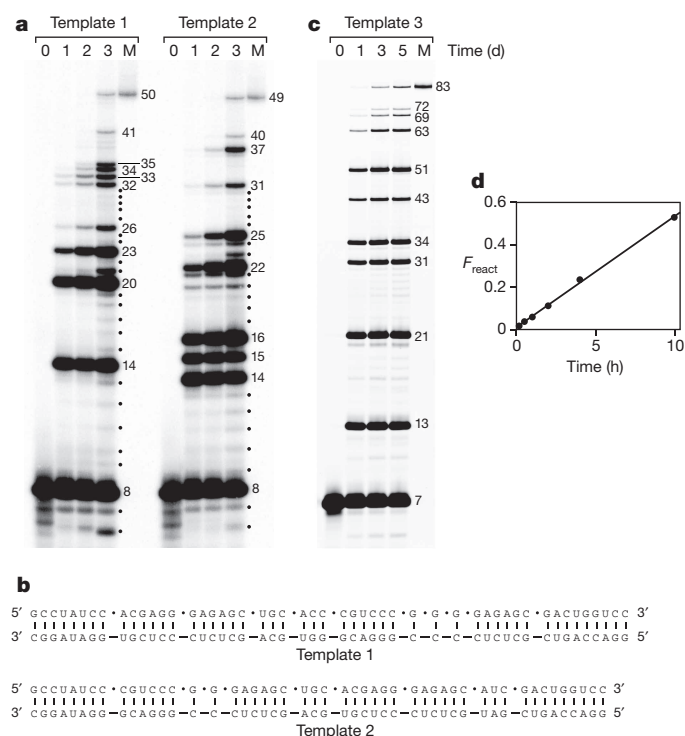 a
Template 1
0 1 2 3 M
50
41
35
34
33
32
26
23
20
14
8
Template 2
0 1 2 3 M
49
40
37
31
25
22
16
15
14
8
c
Template 3
0 1 3 5 M
Time (d)
83
72
69
63
51
43
34
31
21
13
7
d
0.6
0.4
0.2
0
F react
0 5 10
Time (h)
b
5′ GCCUAUCC•ACGAGG•GAGAGC•UGC•ACC•CGUCCC•G•G•G•GAGAGC•GACUGGUCC 3′
3′ CGGAUAGG–UGCUCC–CUCUCG–ACG–UGG–GCAGGG–C–C–C–CUCUCG–CUGACCAGG 5′
Template 1
5′ GCCUAUCC•CGUCCC•G•G•GAGAGC•UGC•ACGAGG•GAGAGC•AUC•GACUGGUCC 3′
3′ CGGAUAGG–GCAGGG–C–C–CUCUCG–ACG–UGCUCC–CUCUCG–UAG–CUGACCAGG 5′
Template 2